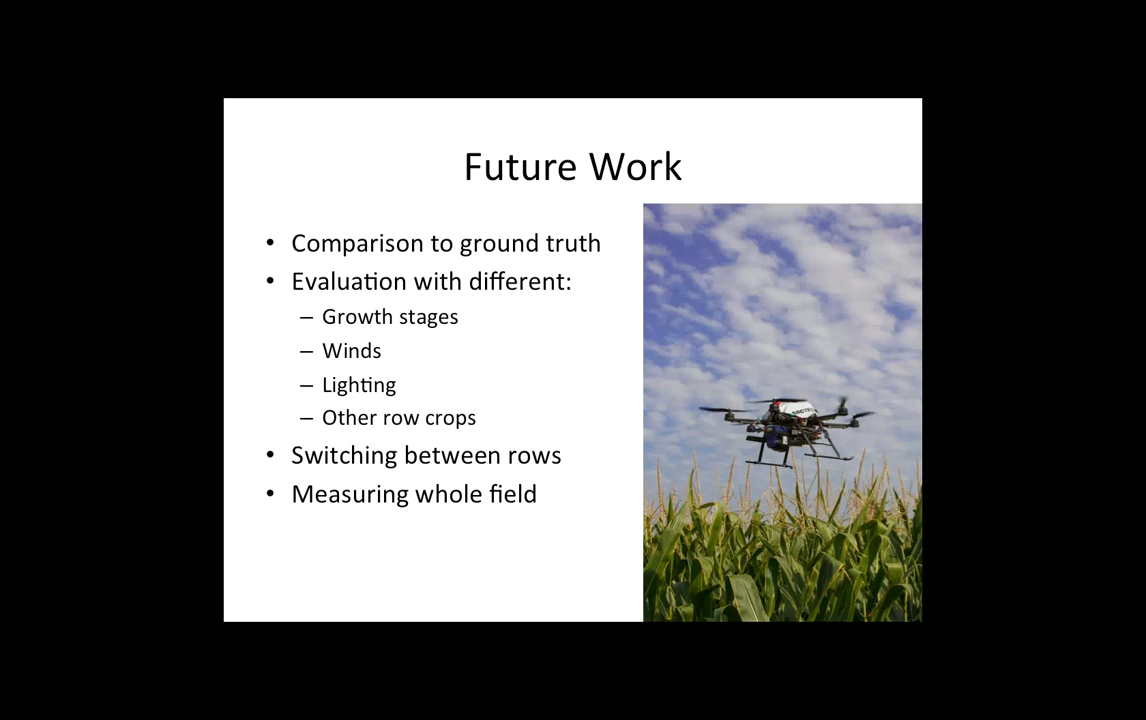 Future Work
• Comparison to ground truth
• Evaluation with different:
– Growth stages
– Winds
– Lighting
– Other row crops
• Switching between rows
• Measuring whole field